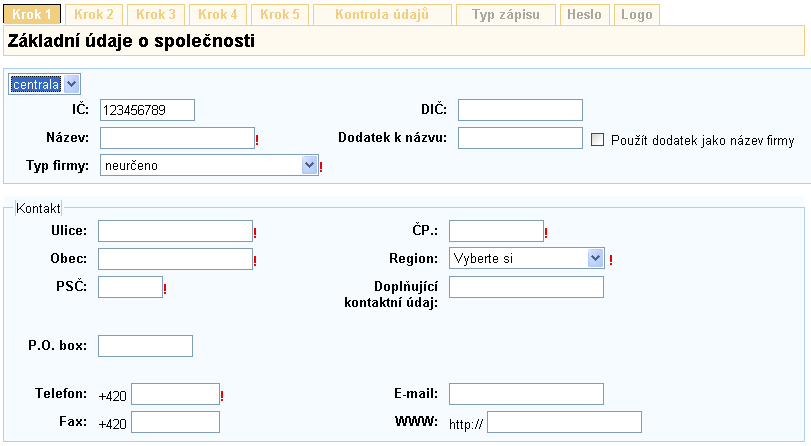 Krok 1 Krok 2 Krok 3 Krok 4 Krok 5 Kontrola údajů Typ zápisu Heslo Logo
Základní údaje o společnosti
centrala
IČ: 123456789 DIČ:
Název: ! Dodatek k názvu: Použít dodatek jako název firmy
Typ firmy: neurčeno !
Kontakt
Ulice: ! ČP.: !
Obec: ! Region: Vyberte si !
PSČ: ! Doplňující
kontaktní údaj:
P.O. box:
Telefon: +420 ! E-mail:
Fax: +420 WWW: http://